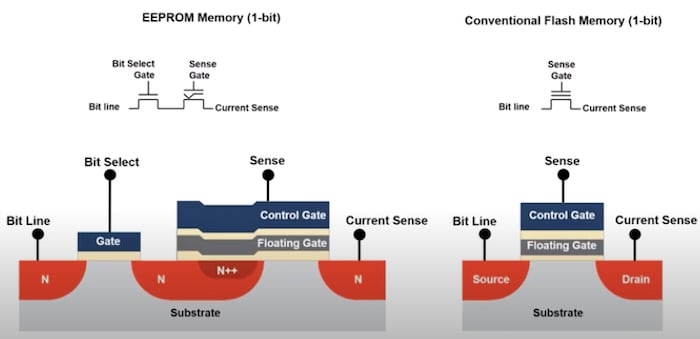 EEPROM Memory (1-bit)
Conventional Flash Memory (1-bit)
Bit Select
Gate
Sense
Gate
Bit line
Current Sense
Sense
Gate
Bit line
Current Sense
Bit Select
Sense
Bit Line
Gate
Control Gate
Floating Gate
Current Sense
N
N
N++
N
Substrate
Sense
Bit Line
Control Gate
Floating Gate
Current Sense
Source
Drain
Substrate